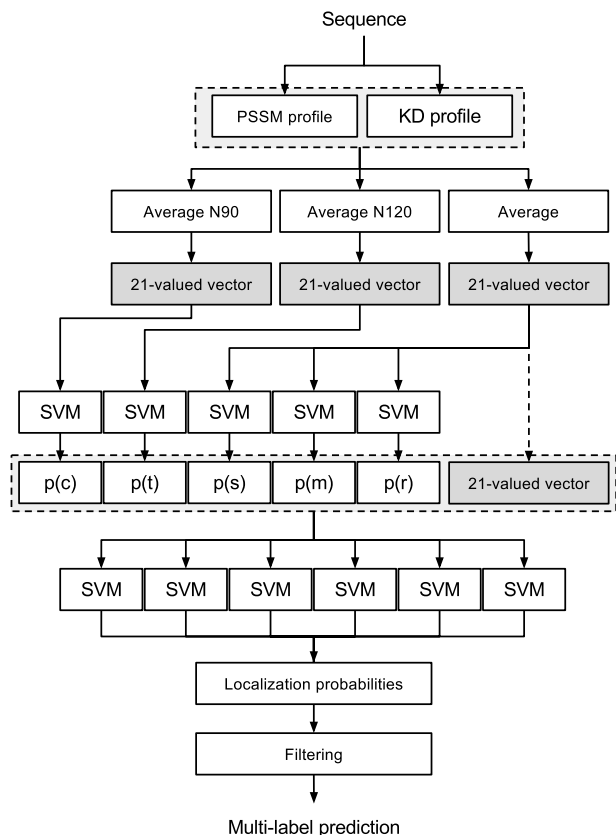 Sequence
PSSM profile KD profile
Average N90 Average N120 Average
21-valued vector 21-valued vector 21-valued vector
SVM SVM SVM SVM SVM
p(c) p(t) p(s) p(m) p(r) 21-valued vector
SVM SVM SVM SVM SVM SVM
Localization probabilities
Filtering
Multi-label prediction